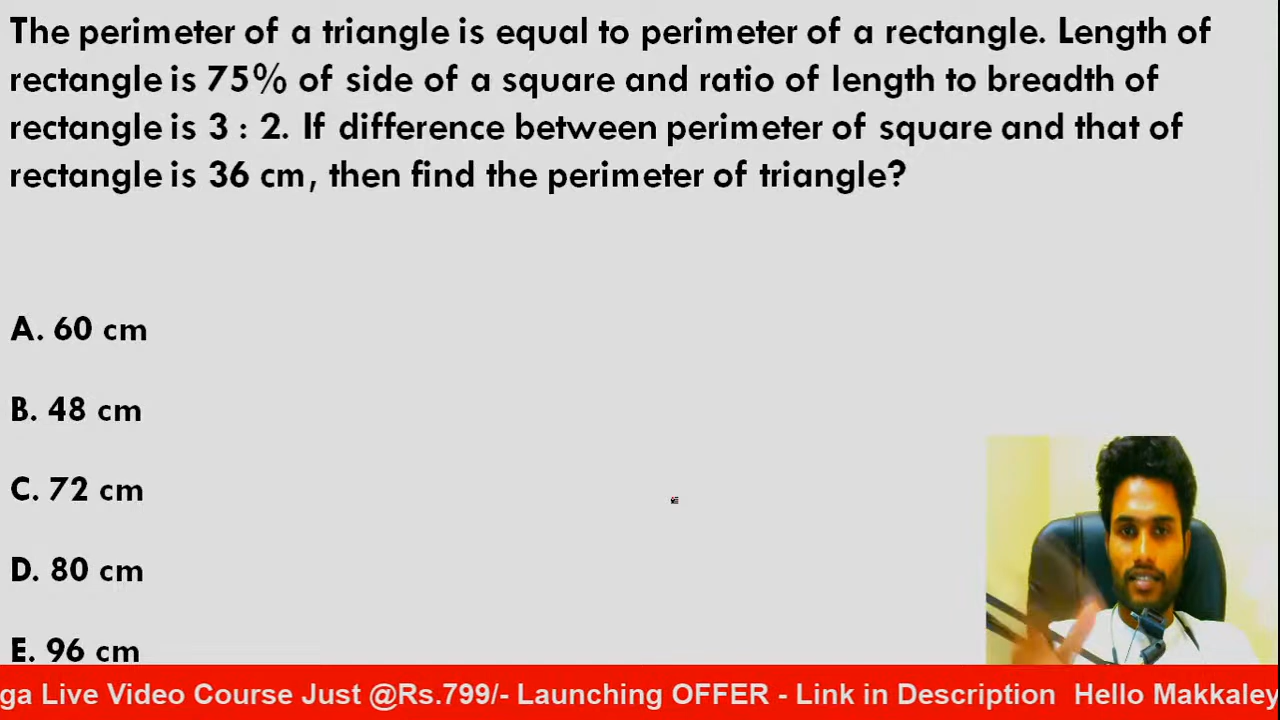 The perimeter of a triangle is equal to perimeter of a rectangle. Length of
rectangle is 75% of side of a square and ratio of length to breadth of
rectangle is 3 : 2. If difference between perimeter of square and that of
rectangle is 36 cm, then find the perimeter of triangle?
A. 60 cm
B. 48 cm
C. 72 cm
D. 80 cm
E. 96 cm
ga Live Video Course Just @Rs.799/- Launching OFFER - Link in Description Hello Makkaley